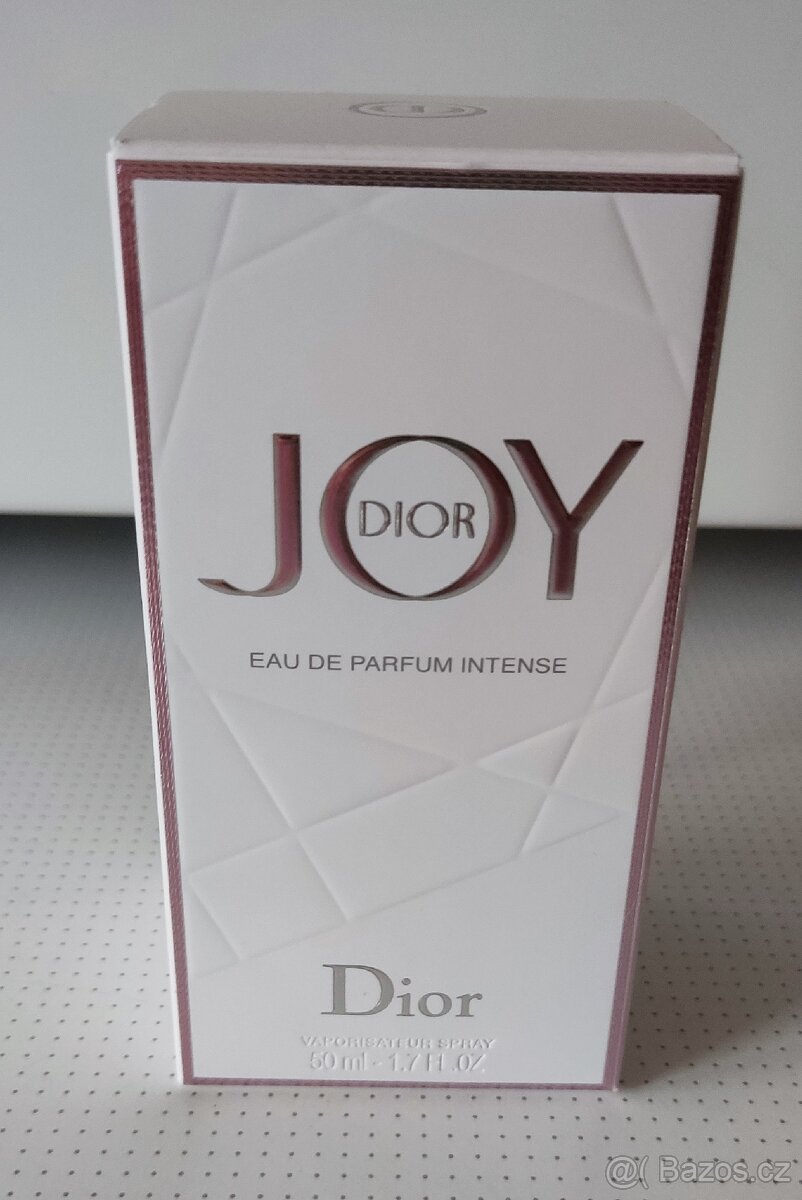 JOY
DIOR
EAU DE PARFUM INTENSE
Dior
VAPORISATEUR SPRAY
50 ml - 1.7 Fl .OZ
@( Bazos.cz